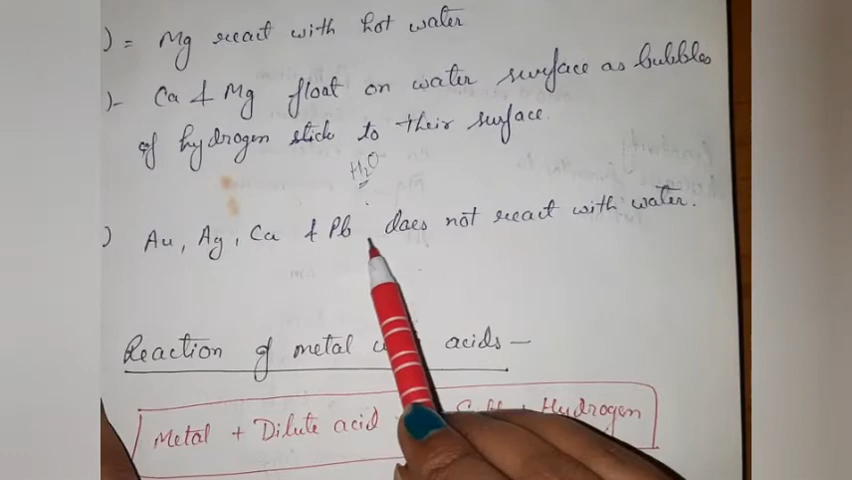 ) = Mg react with hot water
)- Ca & Mg float on water surface as bubbles
of hydrogen stick to their surface.
H2O
) Au, Ag, Ca & Pb does not react with water.
Reaction of metal acids —
Metal + Dilute acid + Hydrogen